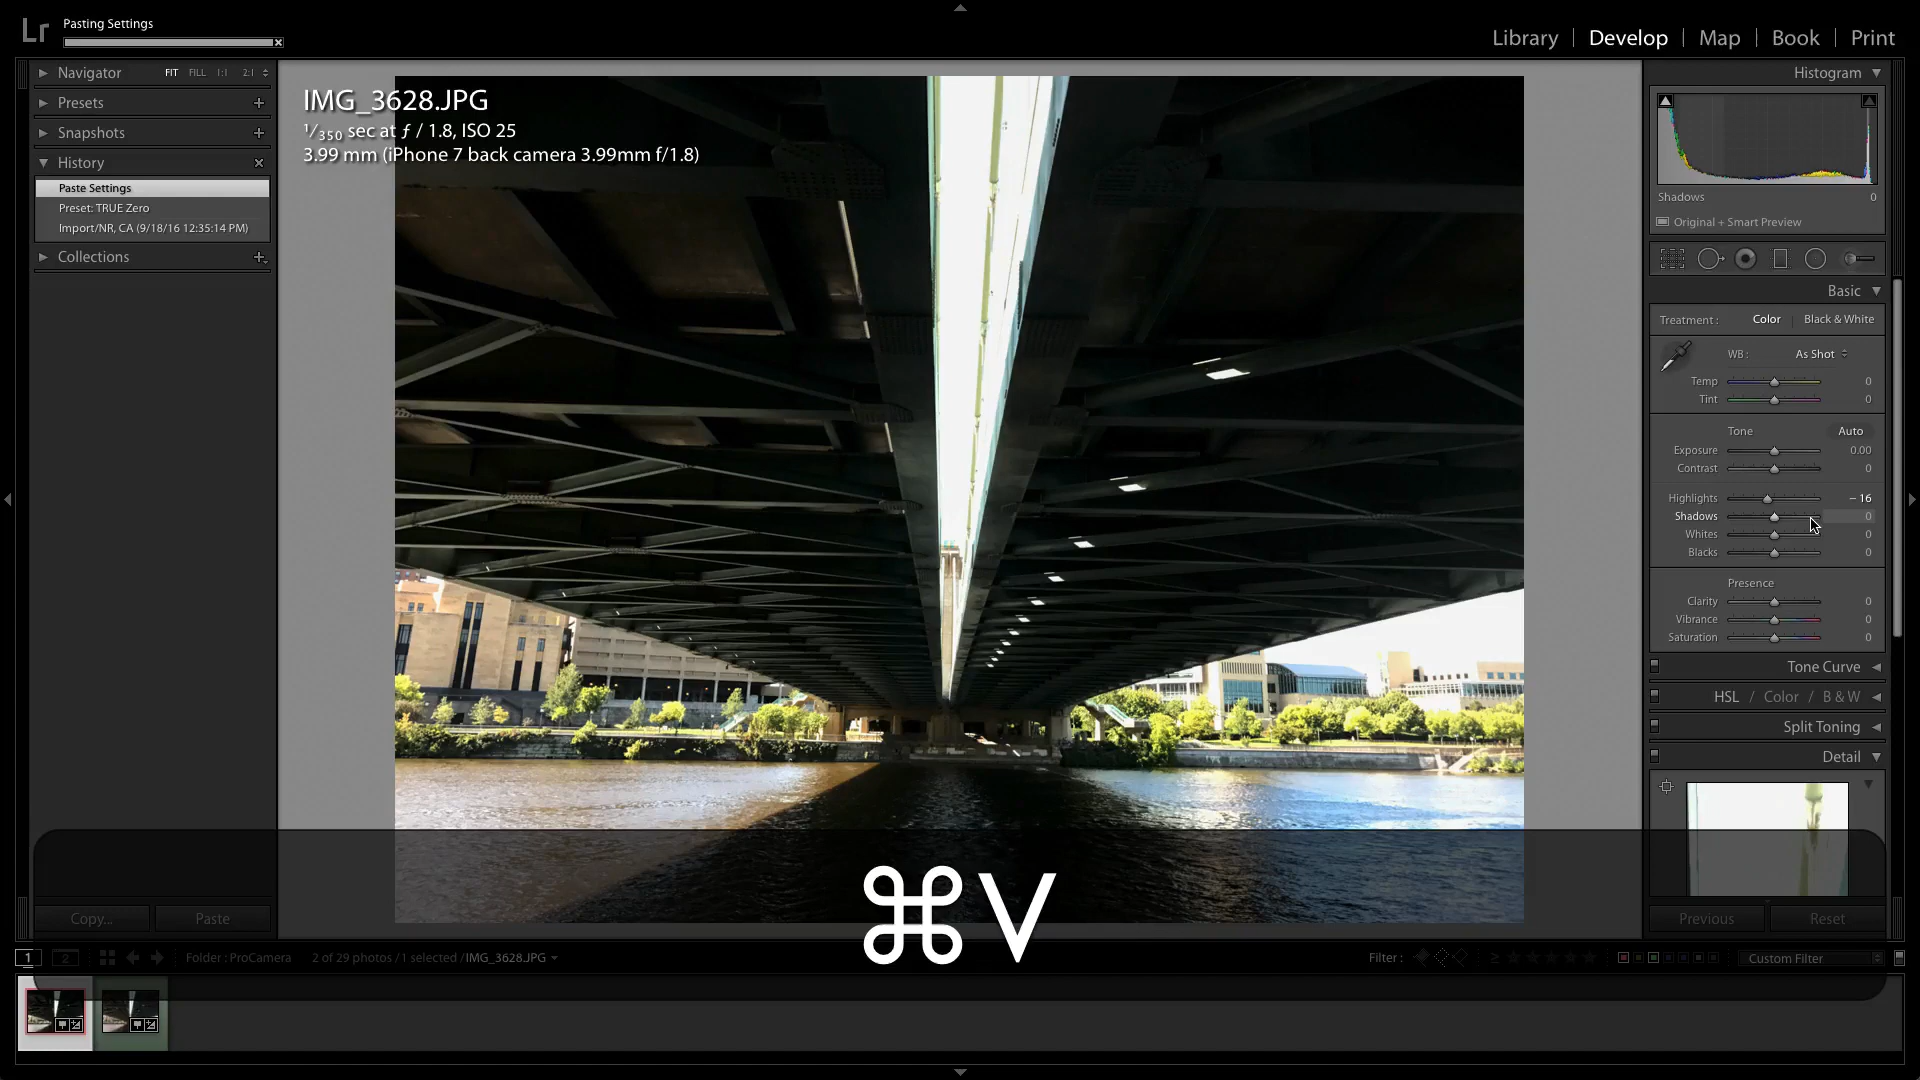 Lr
Pasting Settings
Library | Develop | Map | Book | Print
Navigator FIT FILL 1:1 2:1
Presets
Snapshots
History
Paste Settings
Preset: TRUE Zero
Import/NR, CA (9/18/16 12:35:14 PM)
Collections
IMG_3628.JPG
1/350 sec at ƒ / 1.8, ISO 25
3.99 mm (iPhone 7 back camera 3.99mm f/1.8)
Histogram
Shadows 0
Original + Smart Preview
Basic
Treatment : Color | Black & White
WB : As Shot
Temp 0
Tint 0
Tone Auto
Exposure 0.00
Contrast 0
Highlights – 16
Shadows 0
Whites 0
Blacks 0
Presence
Clarity 0
Vibrance 0
Saturation 0
Tone Curve
HSL / Color / B & W
Split Toning
Detail
⌘V
Copy... Paste
Previous Reset
1 2 Folder : ProCamera 2 of 29 photos / 1 selected / IMG_3628.JPG Filter : ≥ Custom Filter